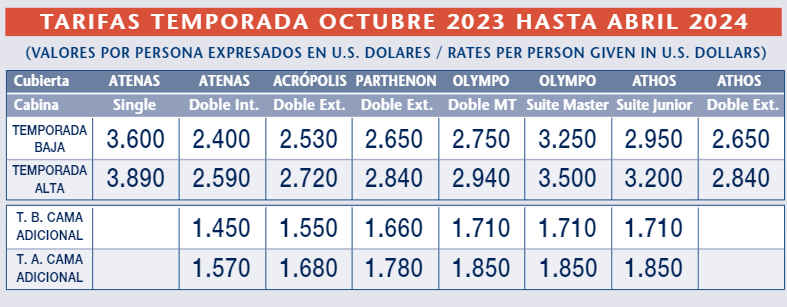 TARIFAS TEMPORADA OCTUBRE 2023 HASTA ABRIL 2024
(VALORES POR PERSONA EXPRESADOS EN U.S. DOLARES / RATES PER PERSON GIVEN IN U.S. DOLLARS)
Cubierta ATENAS ATENAS ACRÓPOLIS PARTHENON OLYMPO OLYMPO ATHOS ATHOS
Cabina Single Doble Int. Doble Ext. Doble Ext. Doble MT Suite Master Suite Junior Doble Ext.
TEMPORADA BAJA 3.600 2.400 2.530 2.650 2.750 3.250 2.950 2.650
TEMPORADA ALTA 3.890 2.590 2.720 2.840 2.940 3.500 3.200 2.840
T. B. CAMA ADICIONAL 1.450 1.550 1.660 1.710 1.710 1.710
T. A. CAMA ADICIONAL 1.570 1.680 1.780 1.850 1.850 1.850